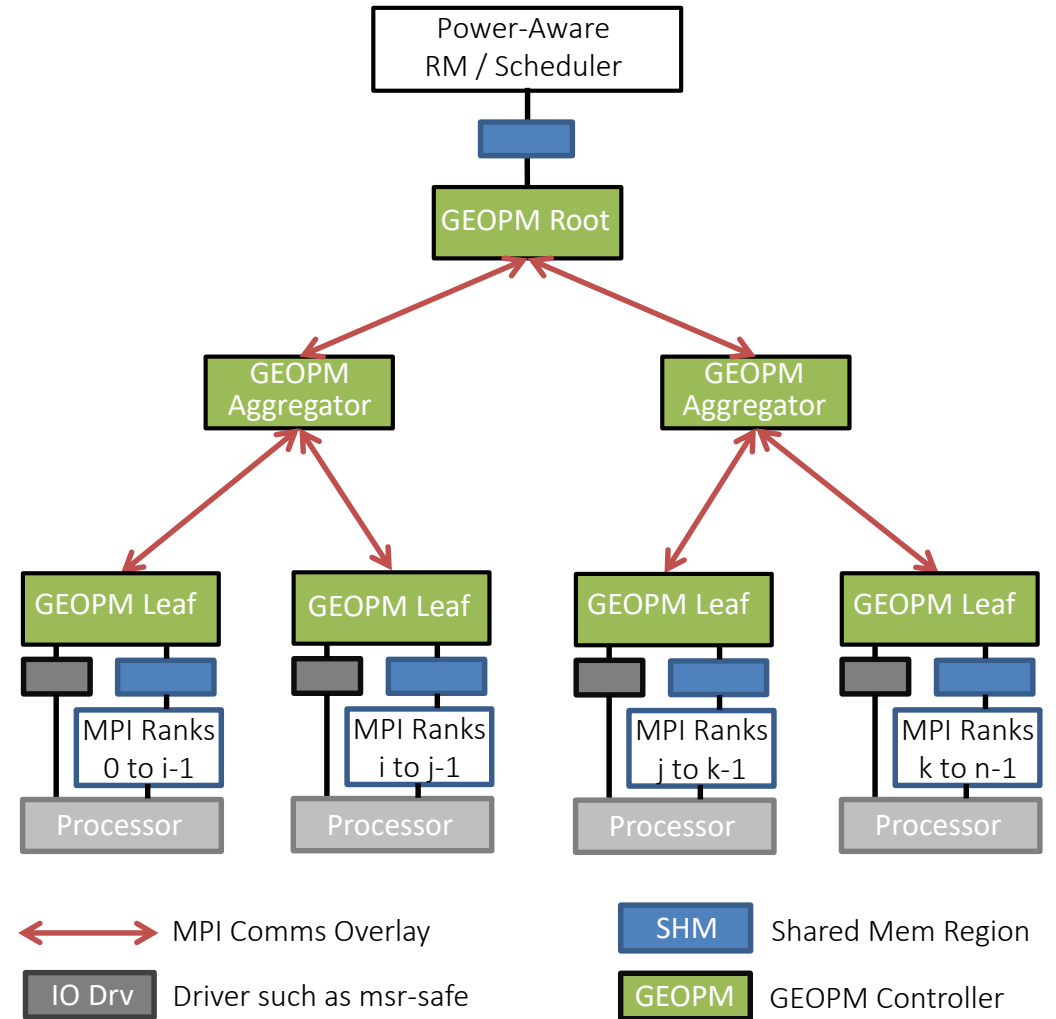 Power-Aware
RM / Scheduler
GEOPM Root
GEOPM
Aggregator
GEOPM
Aggregator
GEOPM Leaf
GEOPM Leaf
GEOPM Leaf
GEOPM Leaf
MPI Ranks
0 to i-1
MPI Ranks
i to j-1
MPI Ranks
j to k-1
MPI Ranks
k to n-1
Processor
Processor
Processor
Processor
MPI Comms Overlay
SHM
Shared Mem Region
IO Drv
Driver such as msr-safe
GEOPM
GEOPM Controller